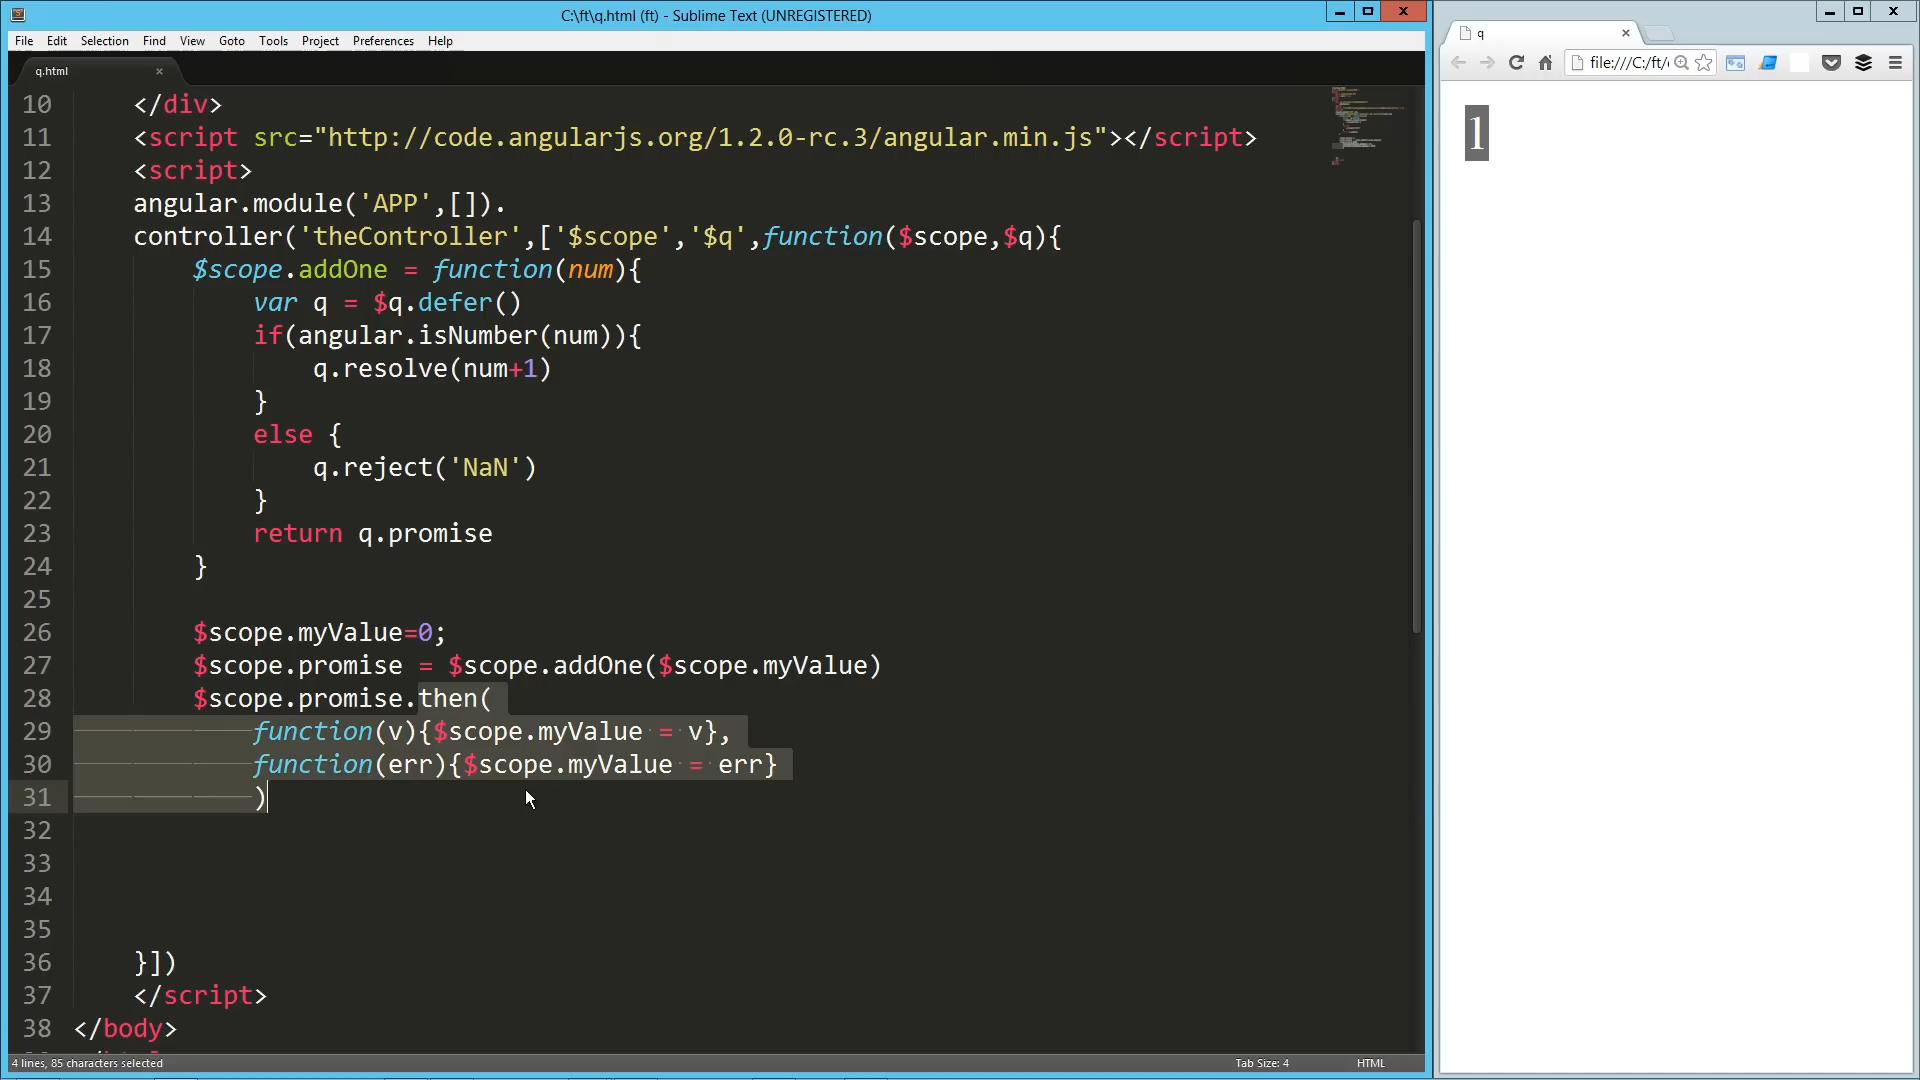 C:\ft\q.html (ft) - Sublime Text (UNREGISTERED)
File Edit Selection Find View Goto Tools Project Preferences Help
q.html
10 </div>
11 <script src="http://code.angularjs.org/1.2.0-rc.3/angular.min.js"></script>
12 <script>
13 angular.module('APP',[]).
14 controller('theController',['$scope','$q',function($scope,$q){
15 $scope.addOne = function(num){
16 var q = $q.defer()
17 if(angular.isNumber(num)){
18 q.resolve(num+1)
19 }
20 else {
21 q.reject('NaN')
22 }
23 return q.promise
24 }
25
26 $scope.myValue=0;
27 $scope.promise = $scope.addOne($scope.myValue)
28 $scope.promise.then(
29 function(v){$scope.myValue = v},
30 function(err){$scope.myValue = err}
31 )
32
33
34
35
36 }])
37 </script>
38 </body>
4 lines, 85 characters selected
Tab Size: 4
HTML
q
file:///C:/ft/
1